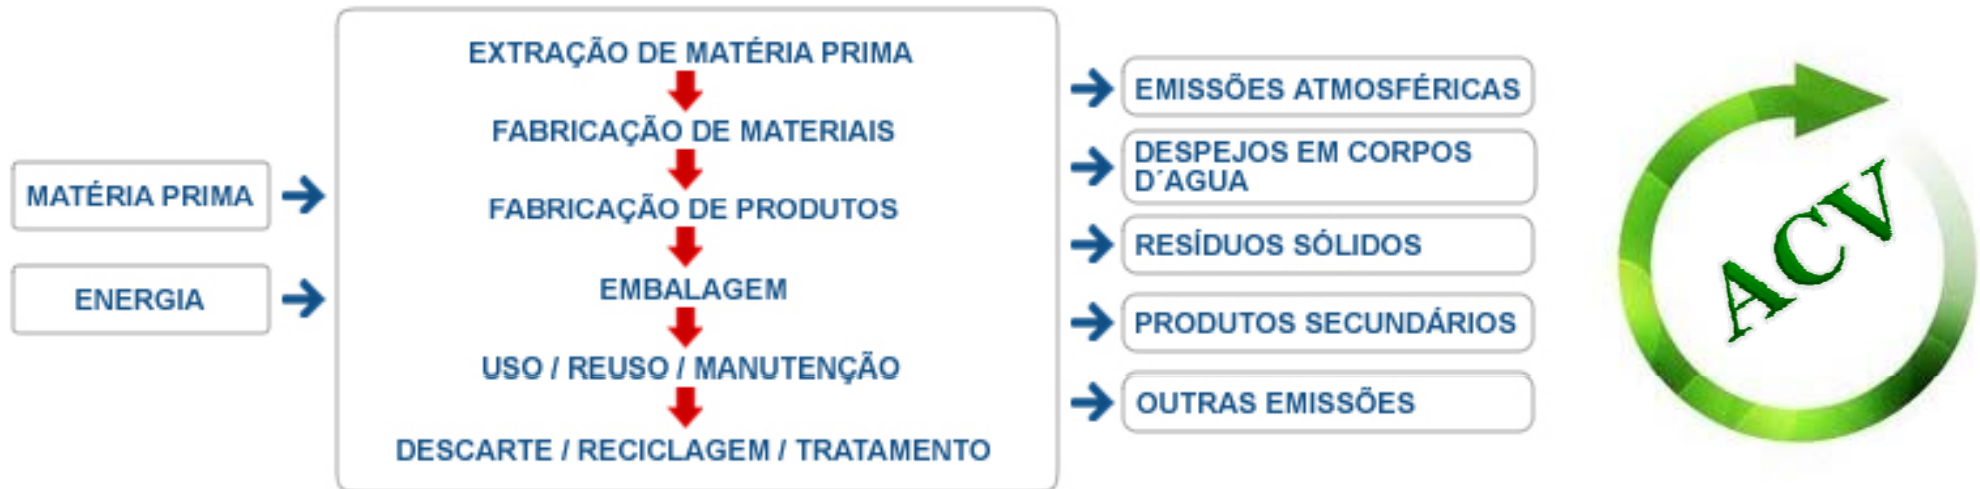 MATÉRIA PRIMA
ENERGIA
EXTRAÇÃO DE MATÉRIA PRIMA
FABRICAÇÃO DE MATERIAIS
FABRICAÇÃO DE PRODUTOS
EMBALAGEM
USO / REUSO / MANUTENÇÃO
DESCARTE / RECICLAGEM / TRATAMENTO
EMISSÕES ATMOSFÉRICAS
DESPEJOS EM CORPOS
D´AGUA
RESÍDUOS SÓLIDOS
PRODUTOS SECUNDÁRIOS
OUTRAS EMISSÕES
ACV